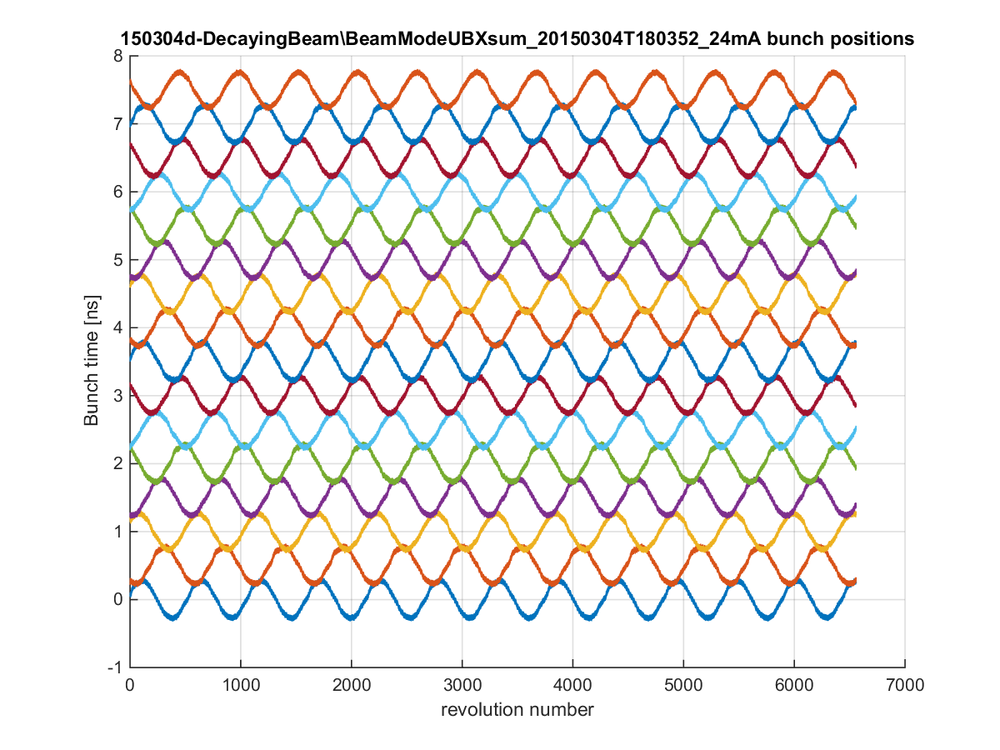 150304d-DecayingBeam\BeamModeUBXsum_20150304T180352_24mA bunch positions
8
7
6
5
4
3
2
1
0
-1
Bunch time [ns]
0 1000 2000 3000 4000 5000 6000 7000
revolution number